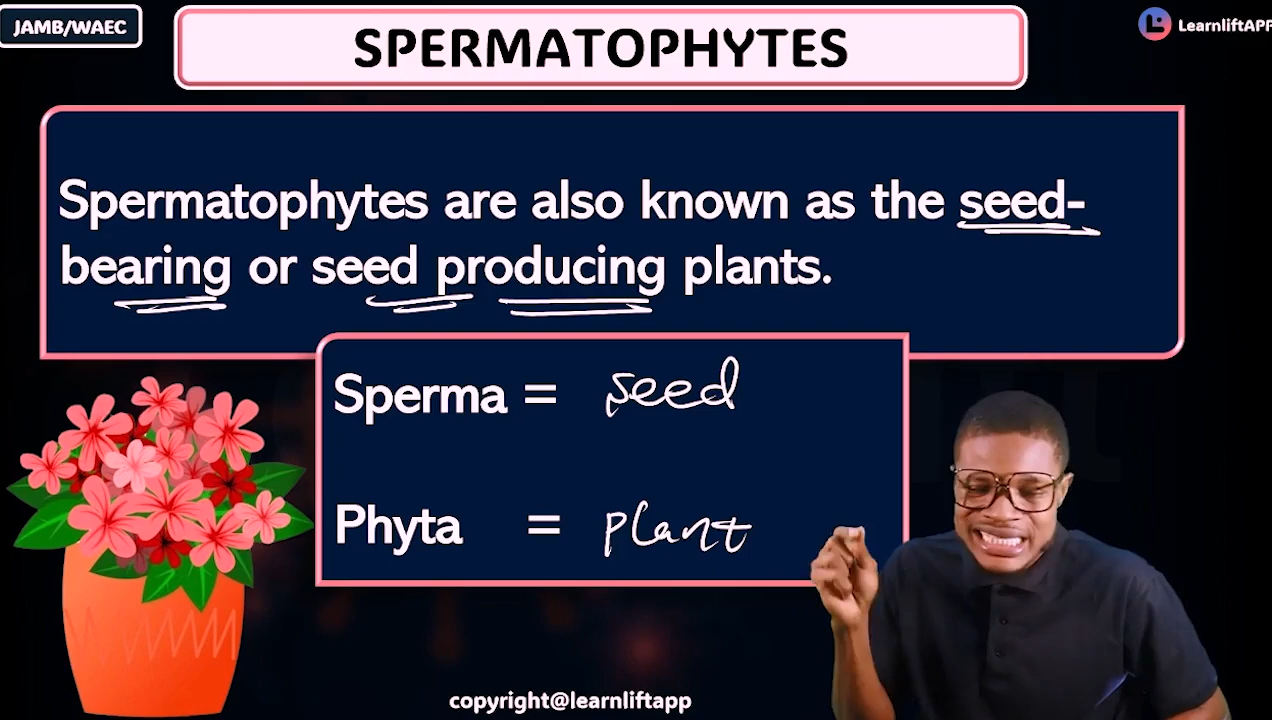 JAMB/WAEC
SPERMATOPHYTES
LearnliftAPP
Spermatophytes are also known as the seed-
bearing or seed producing plants.
Sperma = seed
Phyta = plant
copyright@learnliftapp